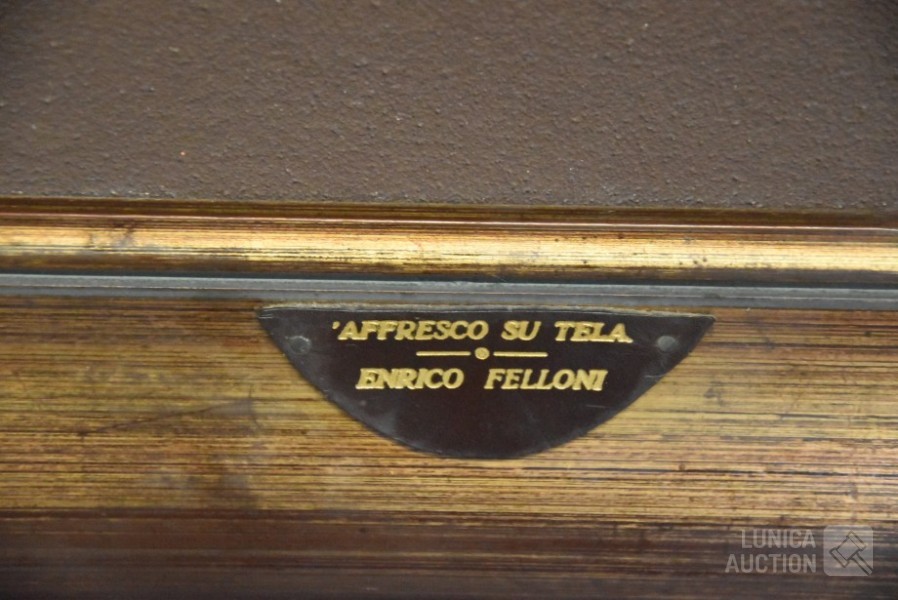 'AFFRESCO SU TELA.
ENRICO FELLONI
LUNICA
AUCTION